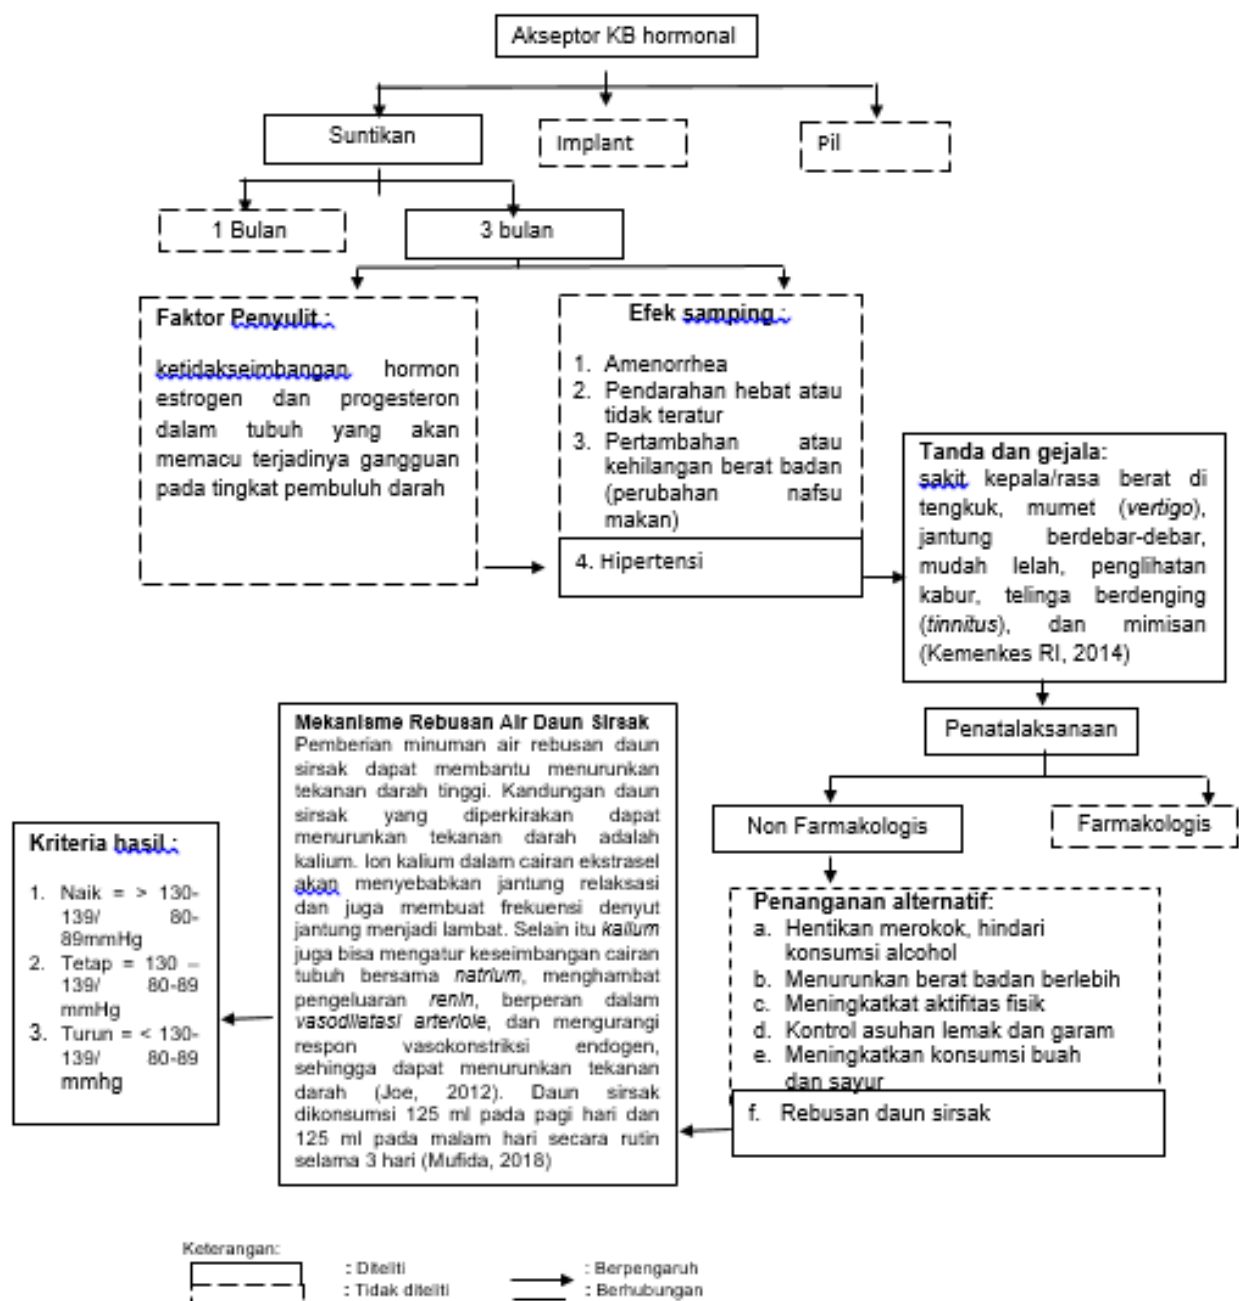 Akseptor KB hormonal
Suntikan
Implant
Pil
1 Bulan
3 bulan
Faktor Penyulit :
ketidakseimbangan hormon
estrogen dan progesteron
dalam tubuh yang akan
memacu terjadinya gangguan
pada tingkat pembuluh darah
Efek samping :
1. Amenorrhea
2. Pendarahan hebat atau
tidak teratur
3. Pertambahan atau
kehilangan berat badan
(perubahan nafsu
makan)
4. Hipertensi
Tanda dan gejala:
sakit kepala/rasa berat di
tengkuk, mumet (vertigo),
jantung berdebar-debar,
mudah lelah, penglihatan
kabur, telinga berdenging
(tinnitus), dan mimisan
(Kemenkes RI, 2014)
Penatalaksanaan
Non Farmakologis
Farmakologis
Penanganan alternatif:
a. Hentikan merokok, hindari
konsumsi alcohol
b. Menurunkan berat badan berlebih
c. Meningkatkat aktifitas fisik
d. Kontrol asuhan lemak dan garam
e. Meningkatkan konsumsi buah
dan sayur
f. Rebusan daun sirsak
Mekanisme Rebusan Air Daun Sirsak
Pemberian minuman air rebusan daun
sirsak dapat membantu menurunkan
tekanan darah tinggi. Kandungan daun
sirsak yang diperkirakan dapat
menurunkan tekanan darah adalah
kalium. Ion kalium dalam cairan ekstrasel
akan menyebabkan jantung relaksasi
dan juga membuat frekuensi denyut
jantung menjadi lambat. Selain itu kalium
juga bisa mengatur keseimbangan cairan
tubuh bersama natrium, menghambat
pengeluaran renin, berperan dalam
vasodilatasi arteriole, dan mengurangi
respon vasokonstriksi endogen,
sehingga dapat menurunkan tekanan
darah (Joe, 2012). Daun sirsak
dikonsumsi 125 ml pada pagi hari dan
125 ml pada malam hari secara rutin
selama 3 hari (Mufida, 2018)
Kriteria hasil :
1. Naik = > 130-
139/ 80-
89mmHg
2. Tetap = 130 –
139/ 80-89
mmHg
3. Turun = < 130-
139/ 80-89
mmhg
Keterangan:
: Diteliti
: Berpengaruh
: Tidak diteliti
: Berhubungan